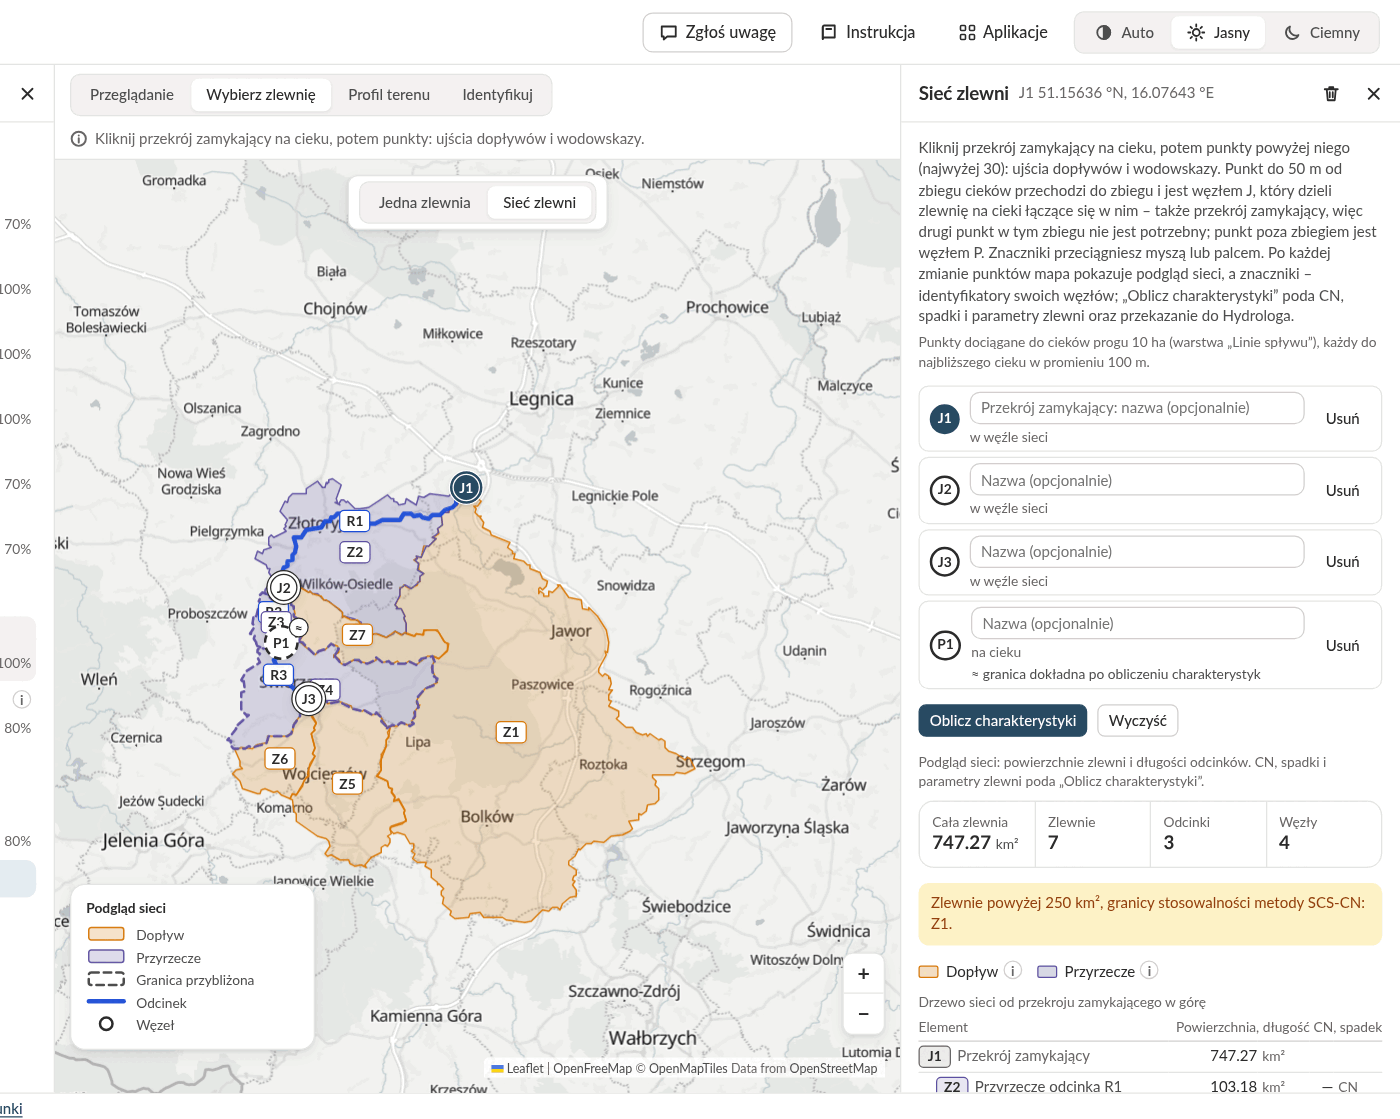 Zgłoś uwagę
Instrukcja
Aplikacje
Auto
Jasny
Ciemny
Przeglądanie
Wybierz zlewnię
Profil terenu
Identyfikuj
Kliknij przekrój zamykający na cieku, potem punkty: ujścia dopływów i wodowskazy.
70%
100%
100%
100%
70%
70%
100%
80%
80%
unki
Jedna zlewnia
Sieć zlewni
Gromadka
Osiek
Niemstów
Biała
Chojnów
Tomaszów
Bolesławiecki
Miłkowice
Rzeszotary
Prochowice
Lubiąż
Kunice
Malczyce
Legnica
Ziemnice
Olszanica
Zagrodno
Nowa Wieś
Grodziska
Legnickie Pole
Pielgrzymka
ski
J1
R1
Z2
Wilków-Osiedle
J2
Proboszczów
Z3
≈
P1
Z7
Snowidza
Jawor
Udanin
R3
J3
Wleń
Paszowice
Rogoźnica
Czernica
Lipa
Z1
Jaroszów
Z6
Wojcieszów
Z5
Roztoka
Strzegom
Żarów
Jeżów Sudecki
Komarno
Bolków
Jelenia Góra
Jaworzyna Śląska
Janowice Wielkie
Świebodzice
Świdnica
Witoszów Dolny
Szczawno-Zdrój
Kamienna Góra
Wałbrzych
Lutomia D
Krzeszów
Podgląd sieci
Dopływ
Przyrzecze
Granica przybliżona
Odcinek
Węzeł
+
−
Leaflet | OpenFreeMap © OpenMapTiles Data from OpenStreetMap
Sieć zlewni J1 51.15636 °N, 16.07643 °E
Kliknij przekrój zamykający na cieku, potem punkty powyżej niego
(najwyżej 30): ujścia dopływów i wodowskazy. Punkt do 50 m od
zbiegu cieków przechodzi do zbiegu i jest węzłem J, który dzieli
zlewnię na cieki łączące się w nim – także przekrój zamykający, więc
drugi punkt w tym zbiegu nie jest potrzebny; punkt poza zbiegiem jest
węzłem P. Znaczniki przeciągniesz myszą lub palcem. Po każdej
zmianie punktów mapa pokazuje podgląd sieci, a znaczniki –
identyfikatory swoich węzłów; „Oblicz charakterystyki” poda CN,
spadki i parametry zlewni oraz przekazanie do Hydrologa.
Punkty dociągane do cieków progu 10 ha (warstwa „Linie spływu”), każdy do
najbliższego cieku w promieniu 100 m.
J1 Przekrój zamykający: nazwa (opcjonalnie) Usuń
w węźle sieci
J2 Nazwa (opcjonalnie) Usuń
w węźle sieci
J3 Nazwa (opcjonalnie) Usuń
w węźle sieci
P1 Nazwa (opcjonalnie) Usuń
na cieku
≈ granica dokładna po obliczeniu charakterystyk
Oblicz charakterystyki
Wyczyść
Podgląd sieci: powierzchnie zlewni i długości odcinków. CN, spadki i
parametry zlewni poda „Oblicz charakterystyki”.
Cała zlewnia
747.27 km²
Zlewnie
7
Odcinki
3
Węzły
4
Zlewnie powyżej 250 km², granicy stosowalności metody SCS-CN:
Z1.
Dopływ
Przyrzecze
Drzewo sieci od przekroju zamykającego w górę
Element Powierzchnia, długość CN, spadek
J1 Przekrój zamykający 747.27 km²
Z2 Przyrzecze odcinka R1 103.18 km² — CN